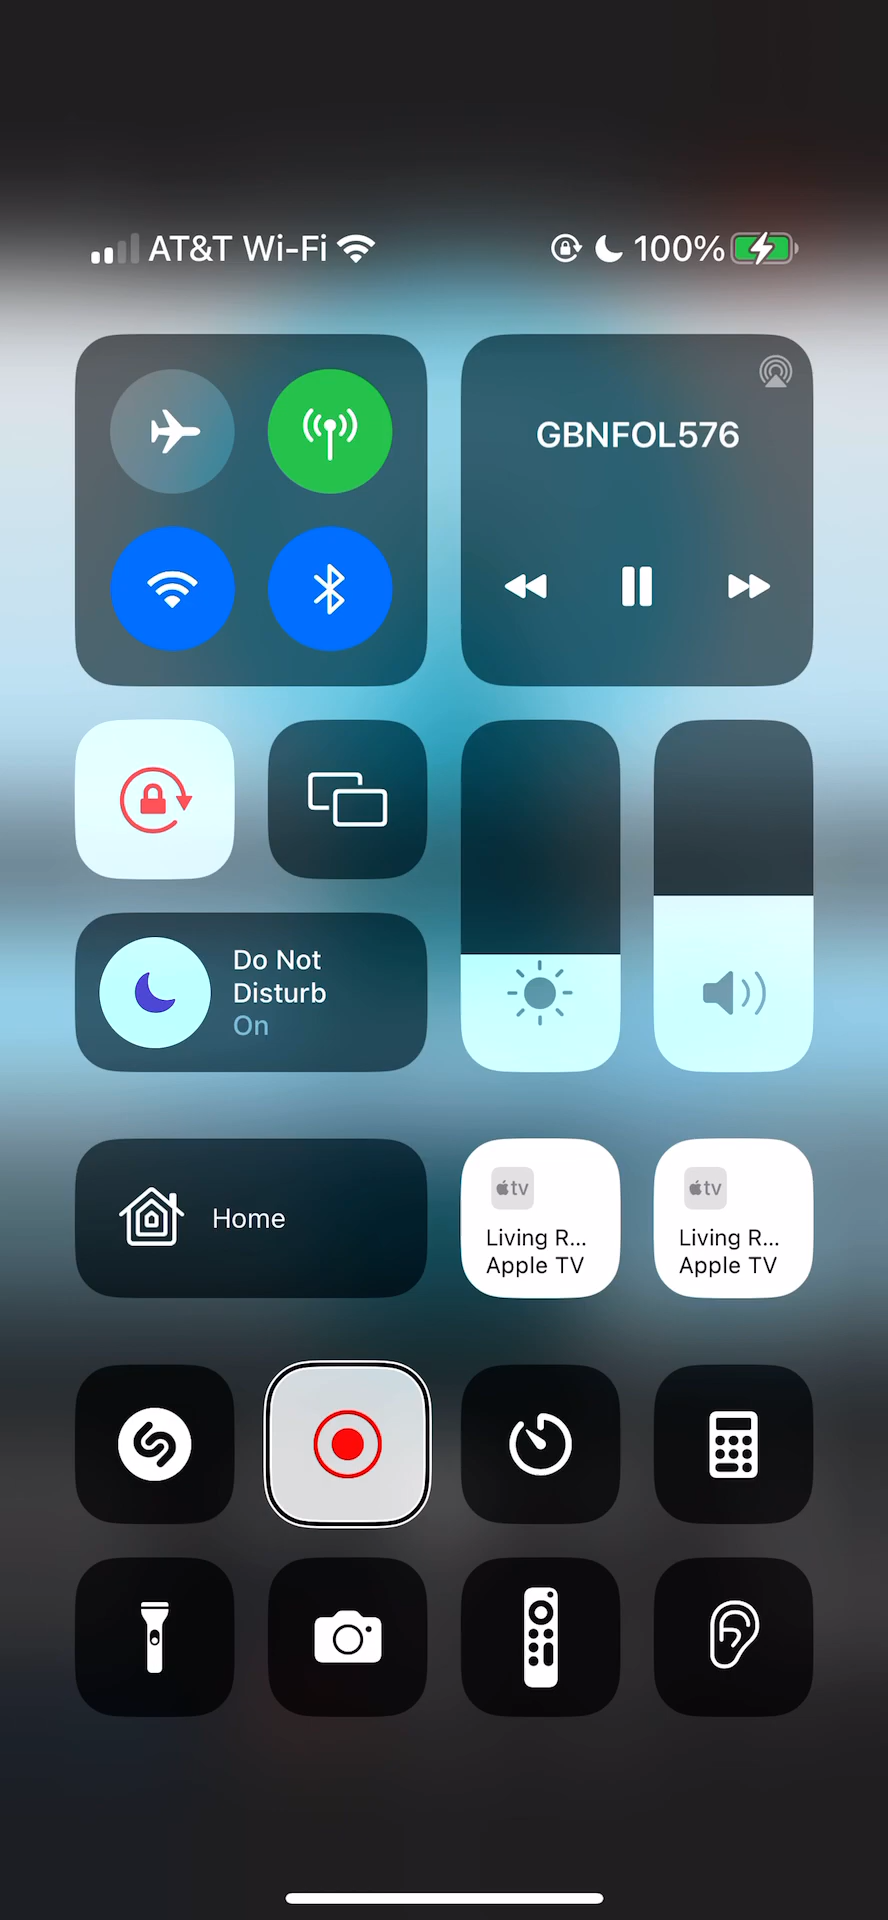 AT&T Wi-Fi 100%
GBNFOL576
Do Not
Disturb
On
Home
tv
Living R...
Apple TV
tv
Living R...
Apple TV